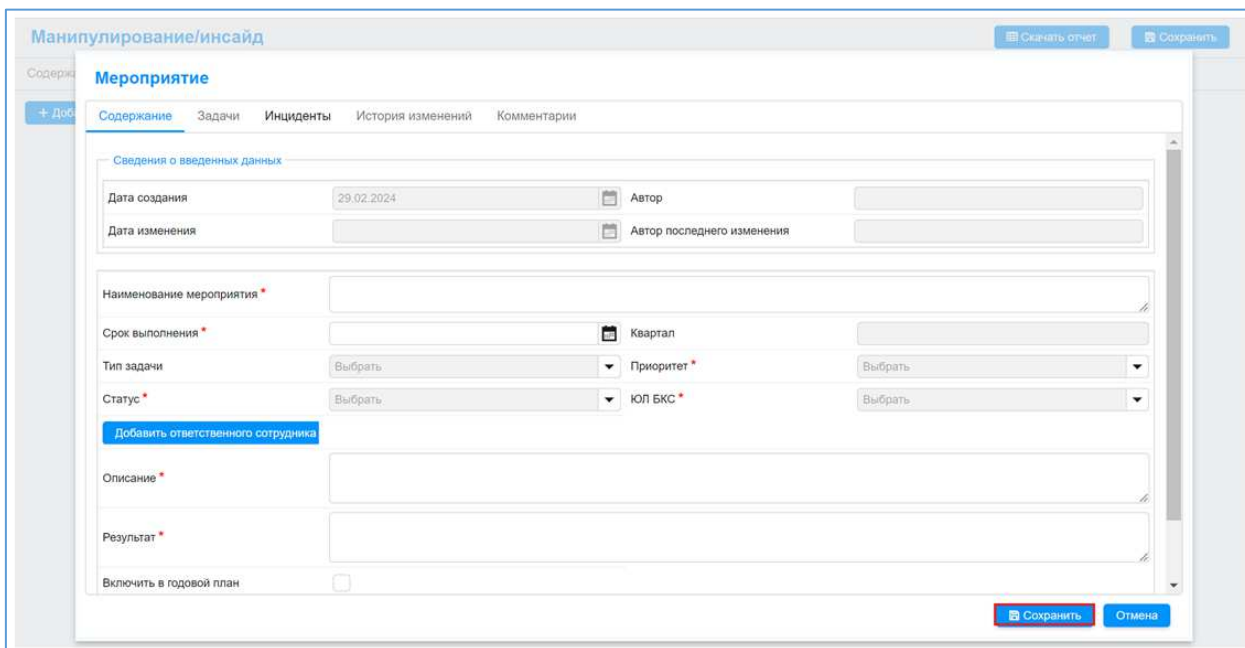 Манипулирование/инсайд
Скачать отчет
Сохранить
Мероприятие
Содержание Задачи Инциденты История изменений Комментарии
Сведения о введенных данных
Дата создания 29.02.2024 Автор
Дата изменения Автор последнего изменения
Наименование мероприятия *
Срок выполнения * Квартал
Тип задачи Выбрать Приоритет * Выбрать
Статус * Выбрать ЮЛ БКС * Выбрать
Добавить ответственного сотрудника
Описание *
Результат *
Включить в годовой план
Сохранить Отмена